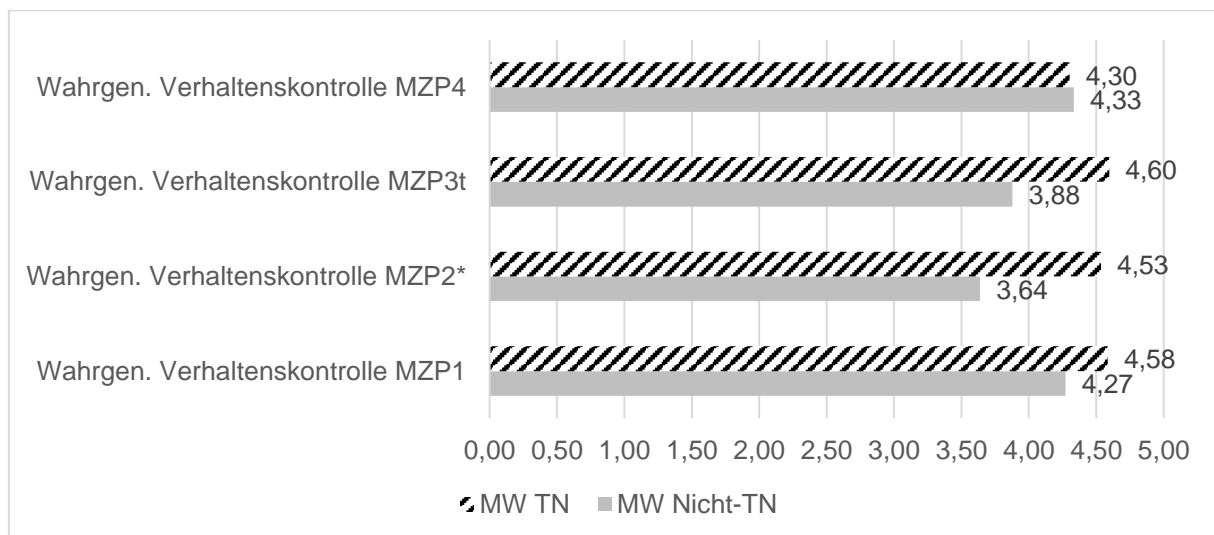 Wahrgen. Verhaltenskontrolle MZP4
4,30
4,33
Wahrgen. Verhaltenskontrolle MZP3t
4,60
3,88
Wahrgen. Verhaltenskontrolle MZP2*
4,53
3,64
Wahrgen. Verhaltenskontrolle MZP1
4,58
4,27
0,00 0,50 1,00 1,50 2,00 2,50 3,00 3,50 4,00 4,50 5,00
MW TN MW Nicht-TN